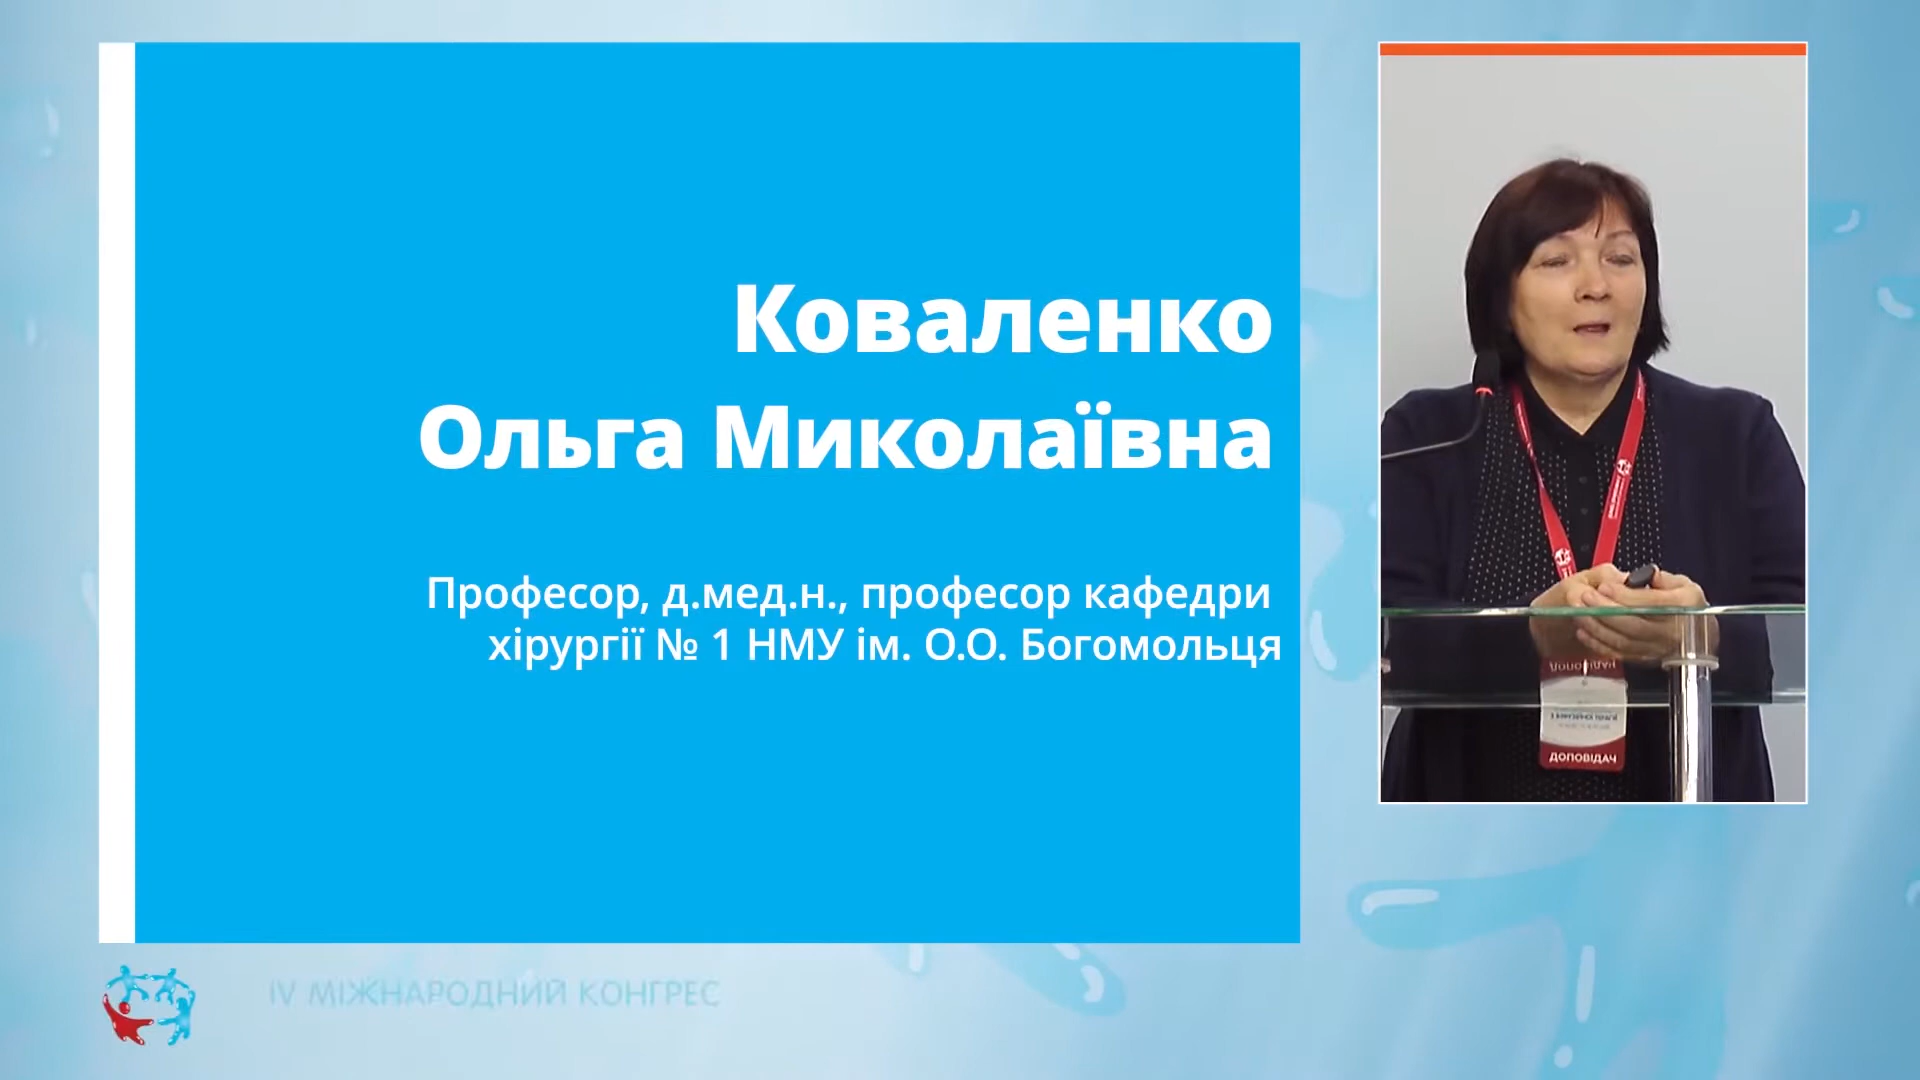 Коваленко
Ольга Миколаївна
Професор, д.мед.н., професор кафедри
хірургії № 1 НМУ ім. О.О. Богомольця
ДОПОВІДАЧ
IV МІЖНАРОДНИЙ КОНГРЕС